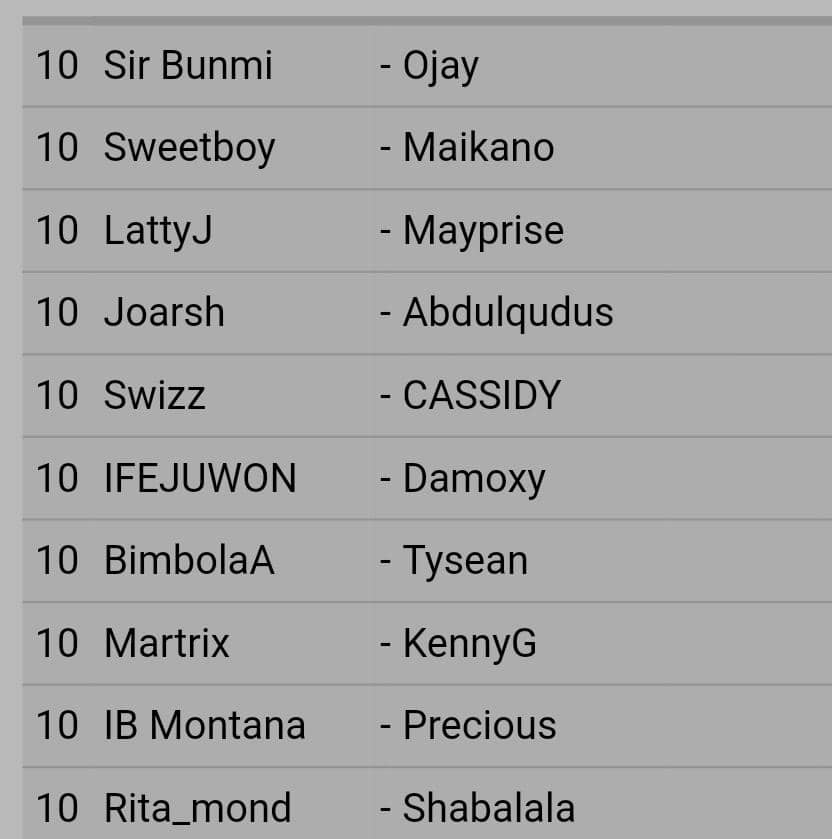 10 Sir Bunmi - Ojay
10 Sweetboy - Maikano
10 LattyJ - Mayprise
10 Joarsh - Abdulqudus
10 Swizz - CASSIDY
10 IFEJUWON - Damoxy
10 BimbolaA - Tysean
10 Martrix - KennyG
10 IB Montana - Precious
10 Rita_mond - Shabalala